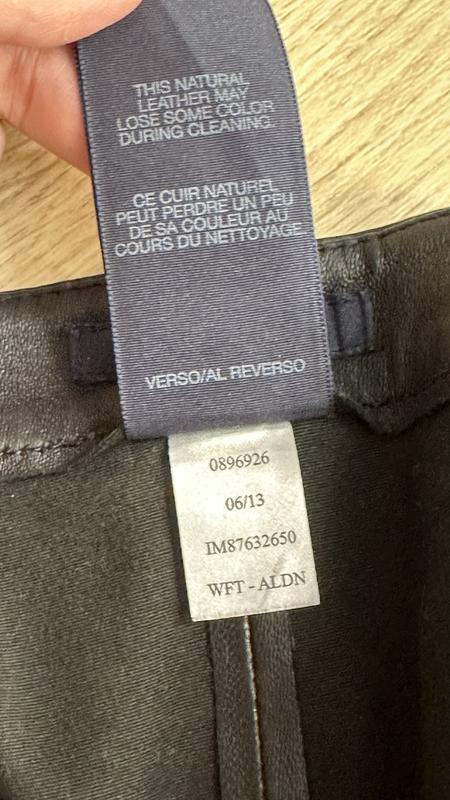 THIS NATURAL
LEATHER MAY
LOSE SOME COLOR
DURING CLEANING.
CE CUIR NATUREL
PEUT PERDRE UN PEU
DE SA COULEUR AU
COURS DU NETTOYAGE
VERSO/AL REVERSO
0896926
06/13
IM87632650
WFT - ALDN